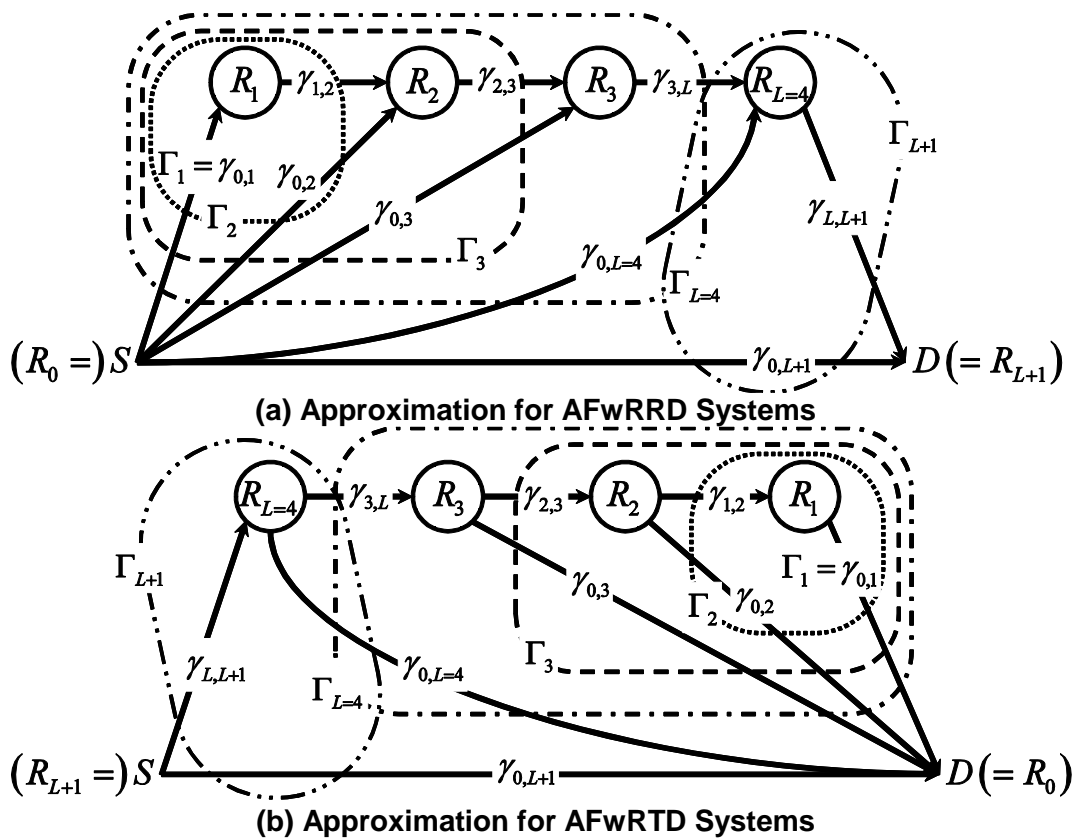 R_1 γ_{1,2} R_2 γ_{2,3} R_3 γ_{3,L} R_{L=4}
Γ_{L+1}
Γ_1 = γ_{0,1} γ_{0,2}
Γ_2 γ_{0,3} γ_{L,L+1}
Γ_3
γ_{0,L=4} Γ_{L=4}
(R_0 =) S γ_{0,L+1} D (= R_{L+1})
(a) Approximation for AFwRRD Systems
R_{L=4} γ_{3,L} R_3 γ_{2,3} R_2 γ_{1,2} R_1
Γ_{L+1}
γ_{0,3} Γ_1 = γ_{0,1}
Γ_2 γ_{0,2}
Γ_3
γ_{L,L+1} Γ_{L=4} γ_{0,L=4}
(R_{L+1} =) S γ_{0,L+1} D (= R_0)
(b) Approximation for AFwRTD Systems